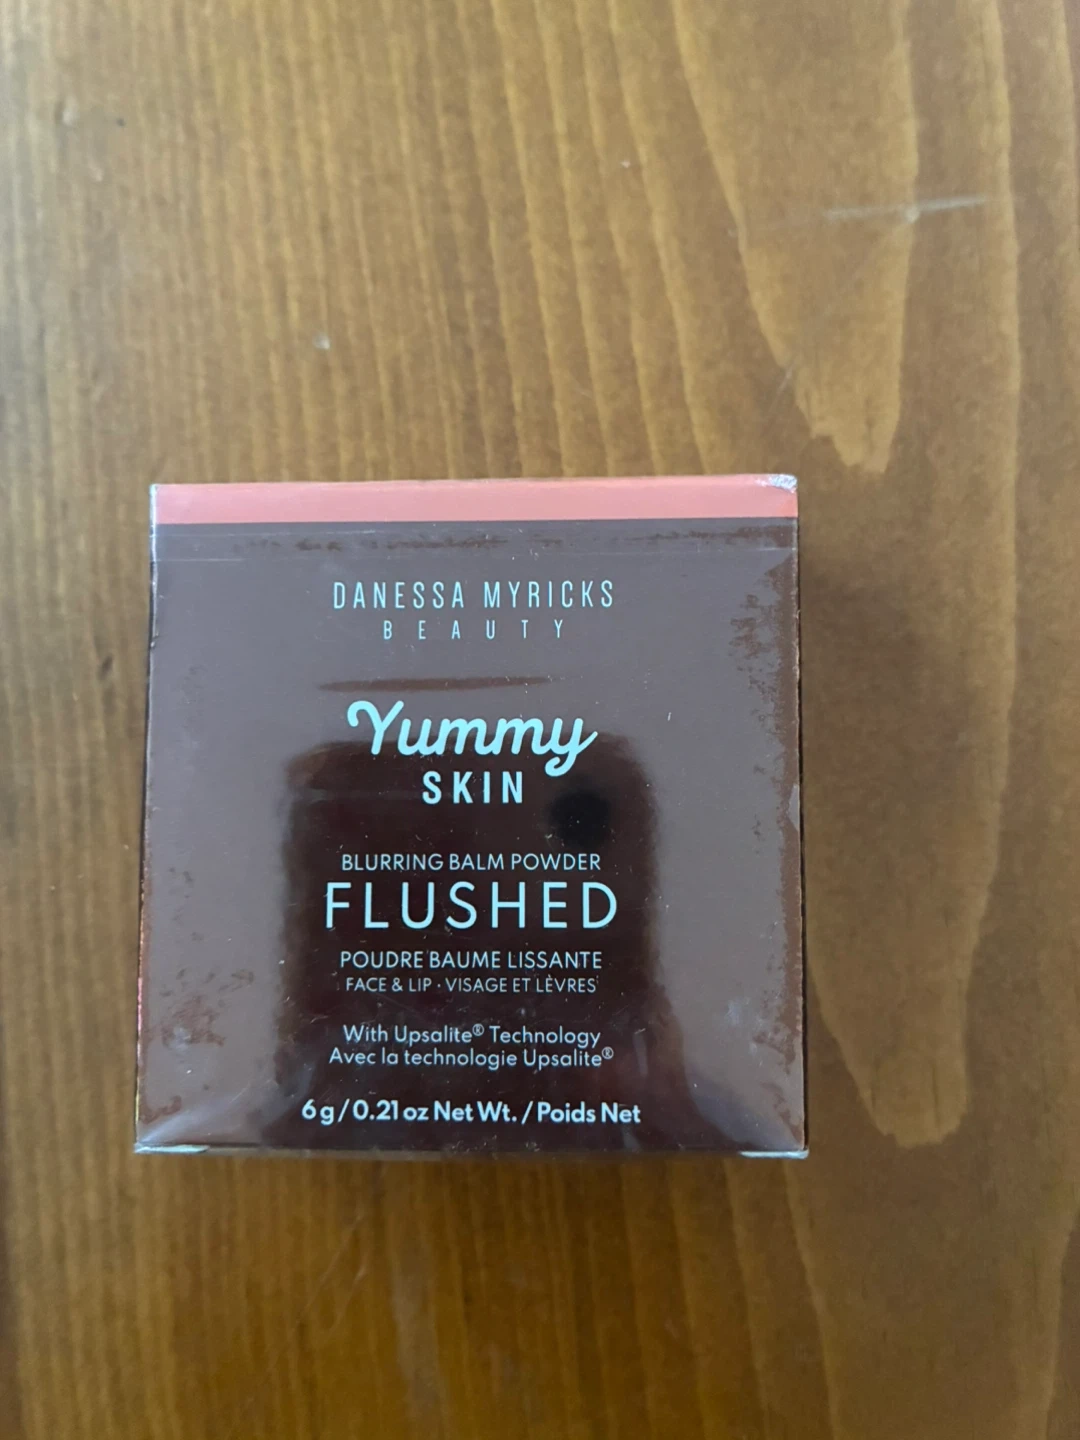 DANESSA MYRICKS
BEAUTY
Yummy
SKIN
BLURRING BALM POWDER
FLUSHED
POUDRE BAUME LISSANTE
FACE & LIP · VISAGE ET LÈVRES
With Upsalite® Technology
Avec la technologie Upsalite®
6 g / 0.21 oz Net Wt. / Poids Net